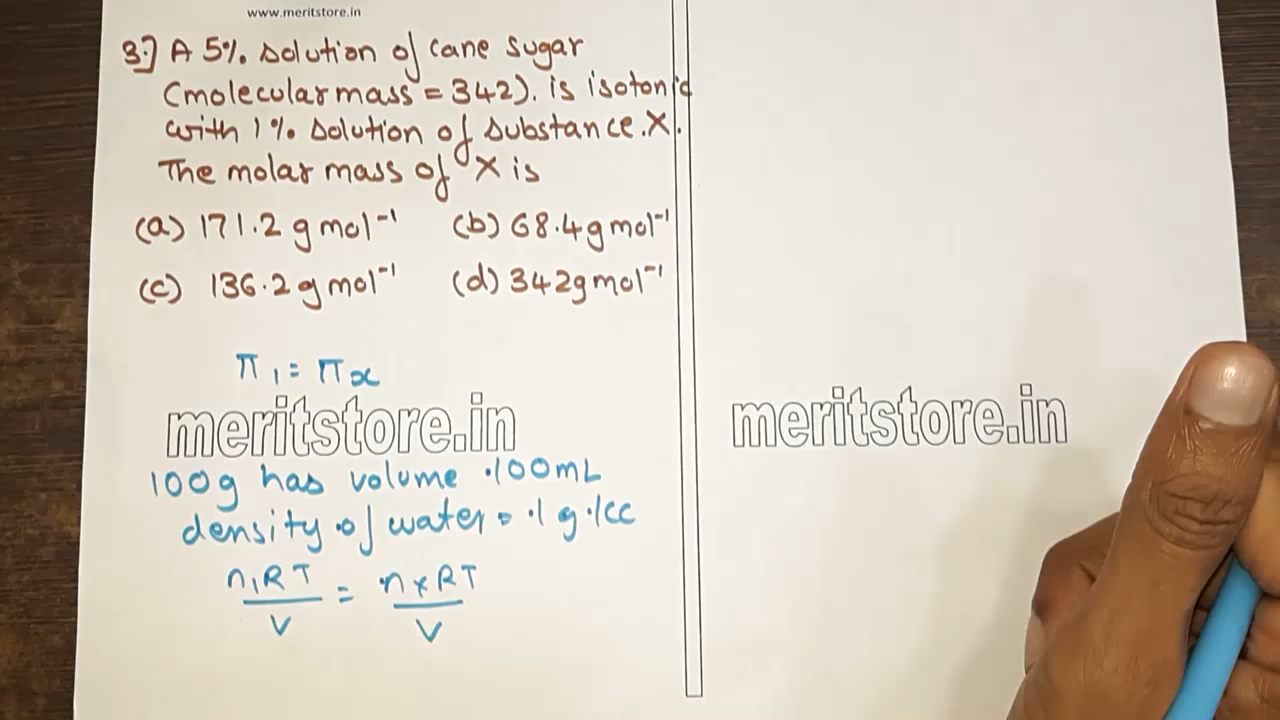 www.meritstore.in
3.] A 5% solution of cane sugar
(molecular mass = 342). is isotonic
with 1% solution of substance.X.
The molar mass of X is
(a) 171.2 g mol⁻¹ (b) 68.4g mol⁻¹
(c) 136.2 g mol⁻¹ (d) 342g mol⁻¹
π₁ = πx
meritstore.in meritstore.in
100g has volume .100mL
density.of water = .1 g./cc
n₁RT = nxRT
V V